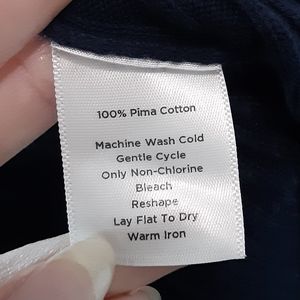 100% Pima Cotton
Machine Wash Cold
Gentle Cycle
Only Non-Chlorine
Bleach
Reshape
Lay Flat To Dry
Warm Iron